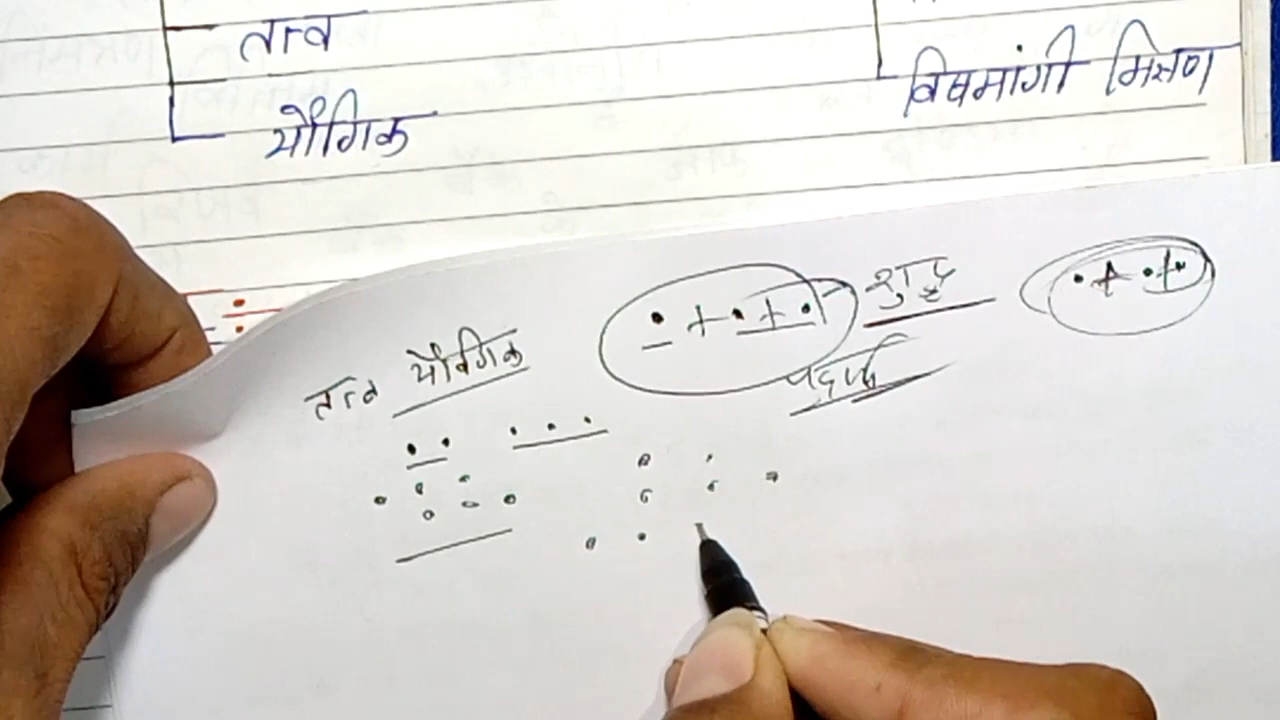 तत्व
यौगिक
विषमांगी मिश्रण
तत्व यौगिक
शुद्ध
पदार्थ